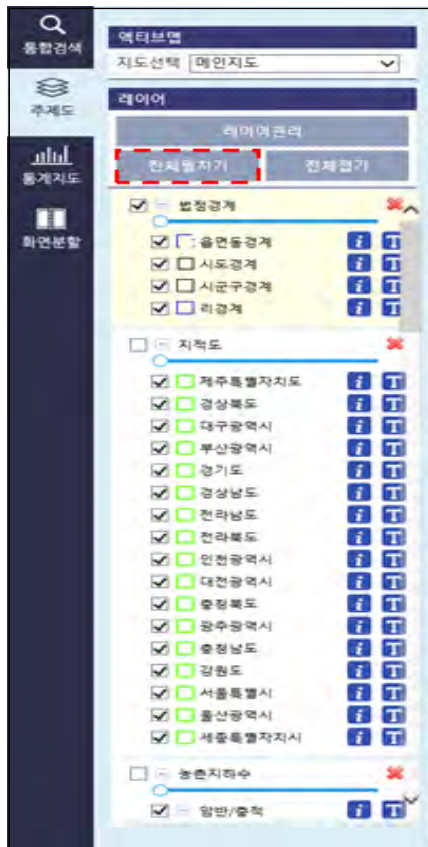 통합검색
주제도
통계지도
화면분할
액티브맵
지도선택 메인지도
레이어
레이어관리
전체펼치기 전체접기
법정경계
읍면동경계 i T
시도경계 i T
시군구경계 i T
리경계 i T
지적도
제주특별자치도 i T
경상북도 i T
대구광역시 i T
부산광역시 i T
경기도 i T
경상남도 i T
전라남도 i T
전라북도 i T
인천광역시 i T
대전광역시 i T
충청북도 i T
광주광역시 i T
충청남도 i T
강원도 i T
서울특별시 i T
울산광역시 i T
세종특별자치시 i T
농촌지하수
암반/충적 i T